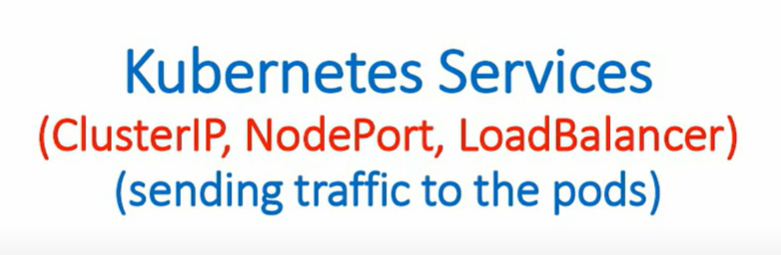 Kubernetes Services
(ClusterIP, NodePort, LoadBalancer)
(sending traffic to the pods)